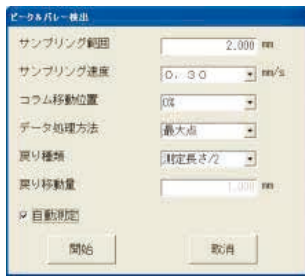 ピーク&バレー検出
サンプリング範囲 2.000 mm
サンプリング速度 0.30 mm/s
コラム移動位置 0%
データ処理方法 最大点
戻り種類 測定長さ/2
戻り移動量 1.000 mm
自動測定
開始 取消